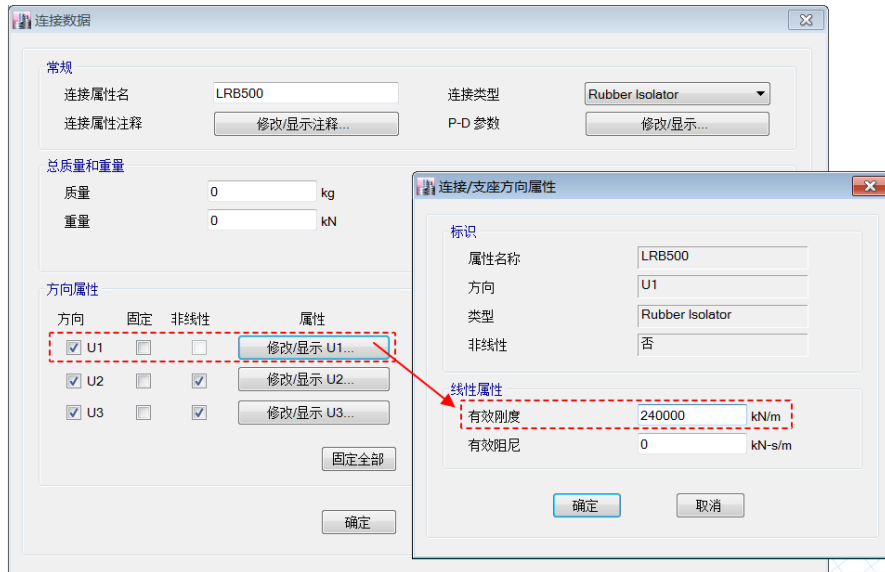 连接数据
常规
连接属性名 LRB500 连接类型 Rubber Isolator
连接属性注释 修改/显示注释... P-D 参数 修改/显示...
总质量和重量
质量 0 kg
重量 0 kN
方向属性
方向 固定 非线性 属性
U1 修改/显示 U1...
U2 修改/显示 U2...
U3 修改/显示 U3...
固定全部
确定
连接/支座方向属性
标识
属性名称 LRB500
方向 U1
类型 Rubber Isolator
非线性 否
线性属性
有效刚度 240000 kN/m
有效阻尼 0 kN-s/m
确定 取消